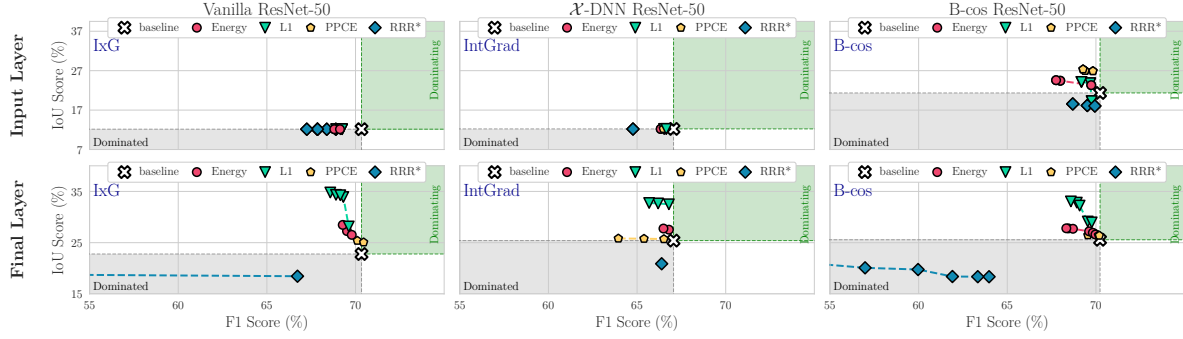 Vanilla ResNet-50
𝒳-DNN ResNet-50
B-cos ResNet-50
Input Layer
IoU Score (%)
37
27
17
7
baseline Energy L1 PPCE RRR*
IxG
Dominating
Dominated
baseline Energy L1 PPCE RRR*
IntGrad
Dominating
Dominated
baseline Energy L1 PPCE RRR*
B-cos
Dominating
Dominated
Final Layer
IoU Score (%)
35
25
15
baseline Energy L1 PPCE RRR*
IxG
Dominating
Dominated
55 60 65 70
F1 Score (%)
baseline Energy L1 PPCE RRR*
IntGrad
Dominating
Dominated
55 60 65 70
F1 Score (%)
baseline Energy L1 PPCE RRR*
B-cos
Dominating
Dominated
55 60 65 70
F1 Score (%)